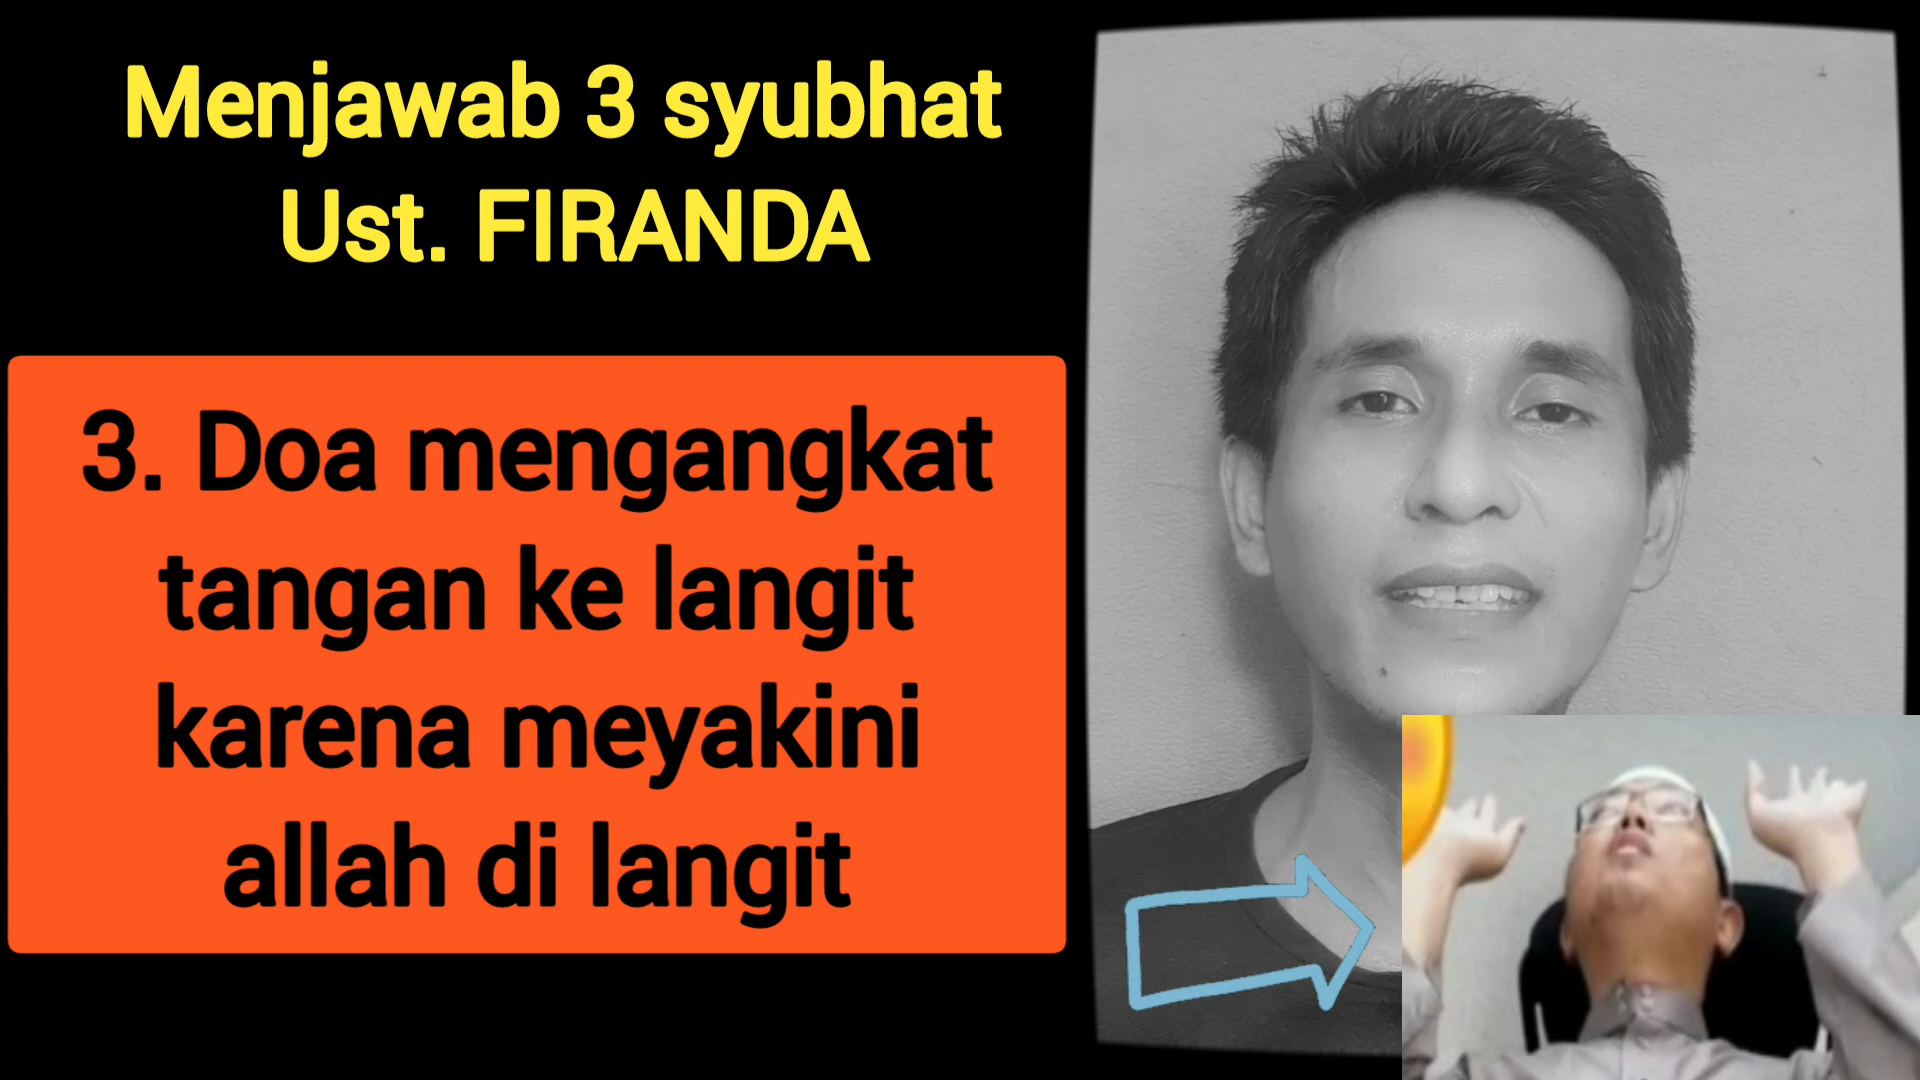 Menjawab 3 syubhat
Ust. FIRANDA
3. Doa mengangkat
tangan ke langit
karena meyakini
allah di langit